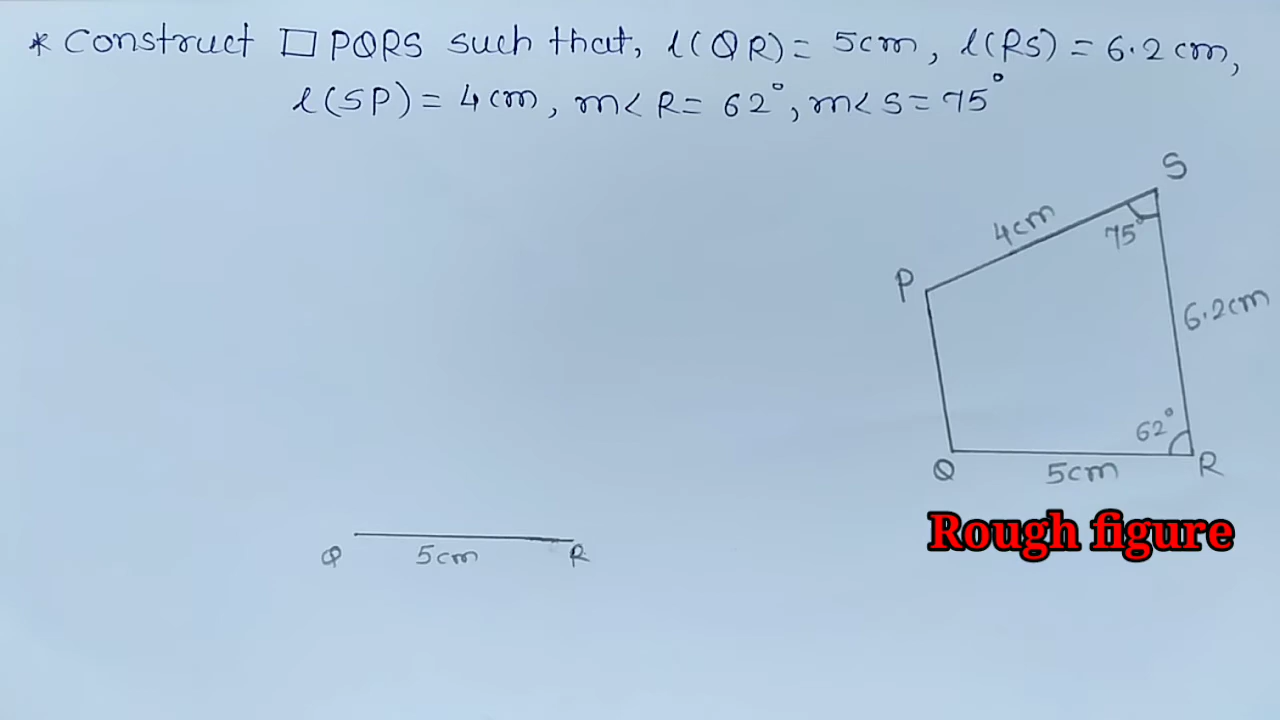 * Construct □ PQRS such that, l(QR) = 5cm, l(RS) = 6.2 cm,
l(SP) = 4cm, m< R = 62°, m< S = 75°
S
4cm
75°
P
6.2cm
62°
Q
5cm
R
Rough figure
Q
5cm
R